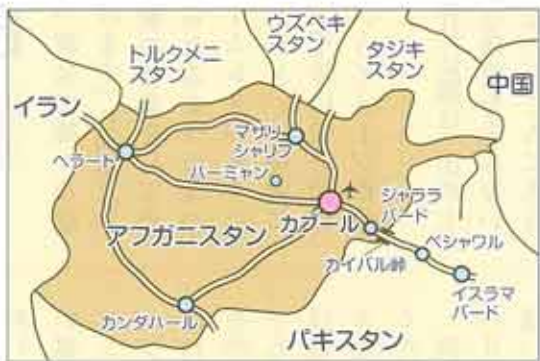 トルクメニ
スタン
ウズベキ
スタン
タジキ
スタン
中国
イラン
マザリ
シャリフ
ヘラート
バーミャン
ジャララ
バード
カブール
アフガニスタン
ペシャワル
カイバル峠
イスラマ
バード
カンダハール
パキスタン